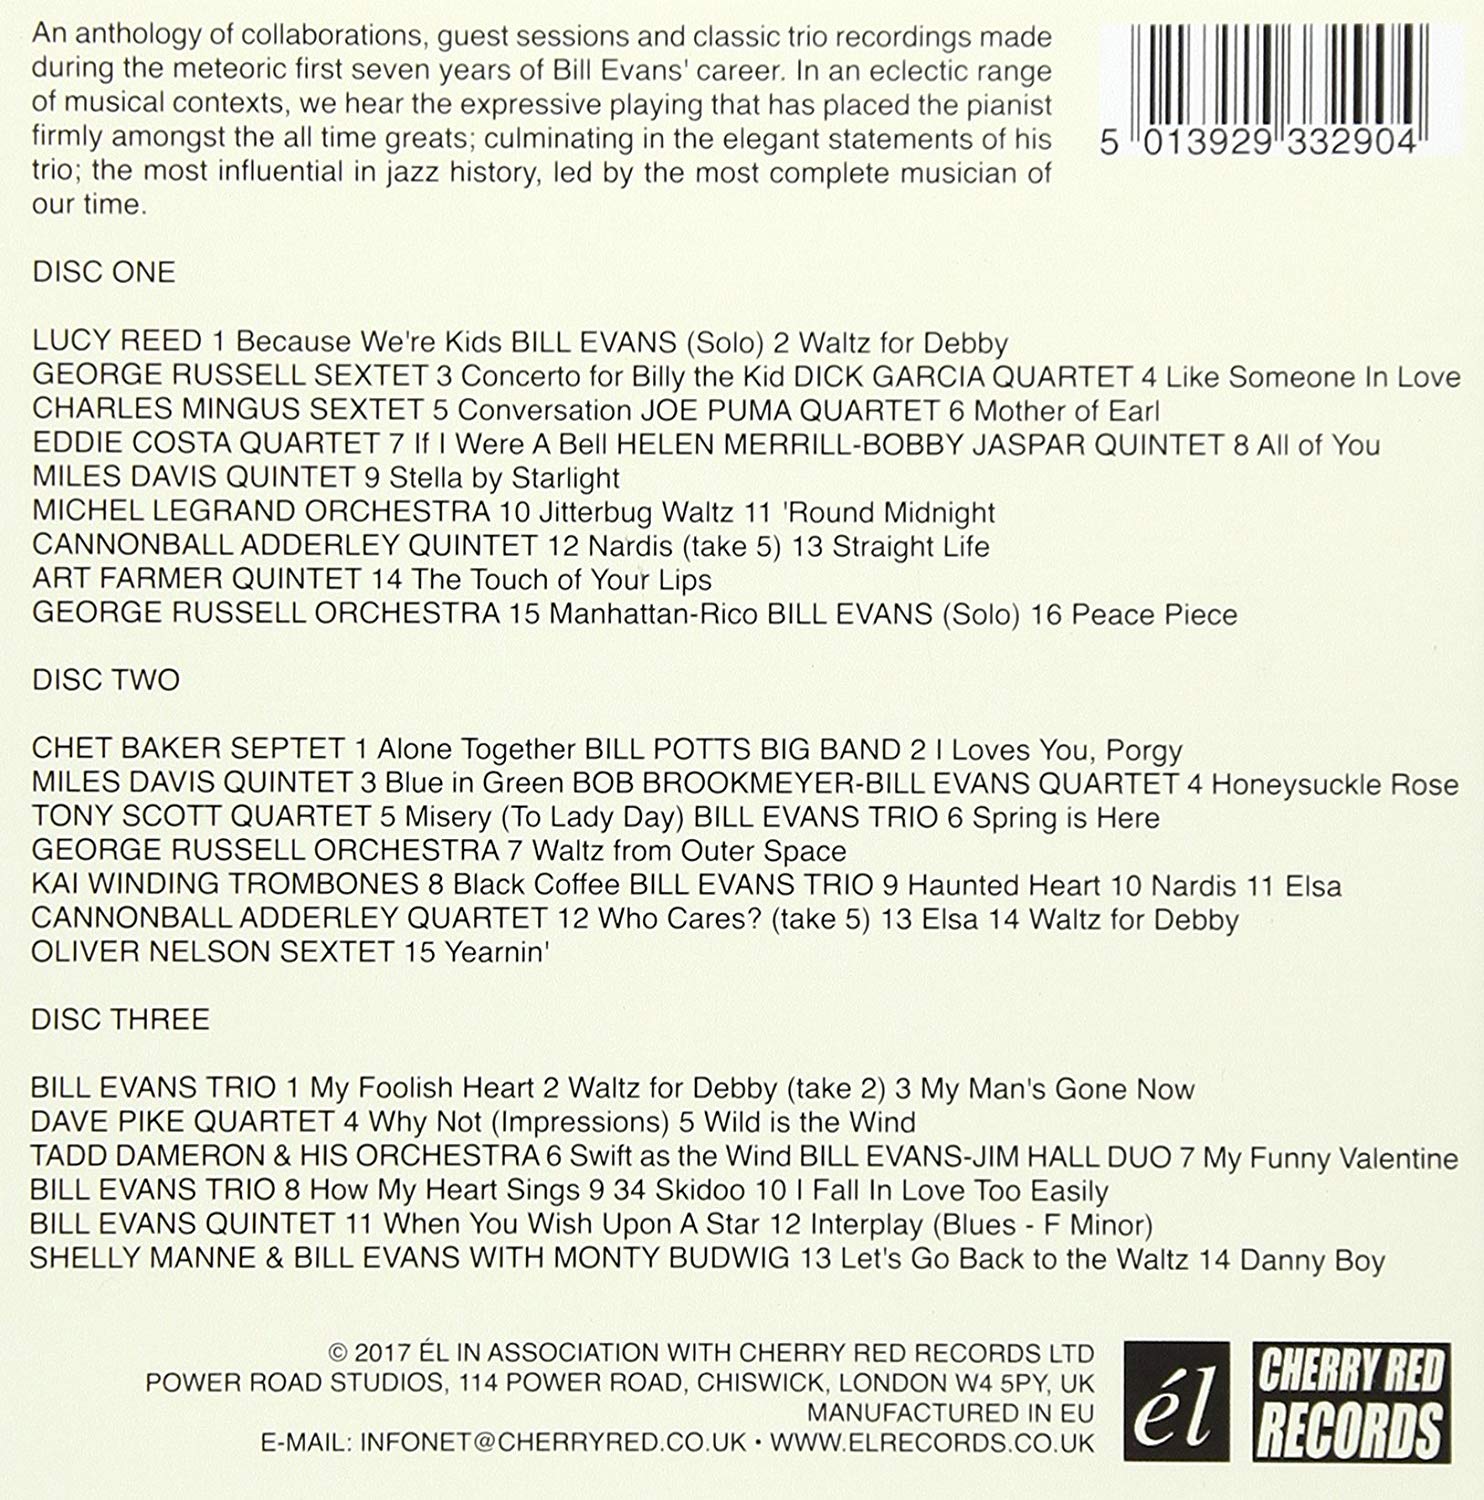 An anthology of collaborations, guest sessions and classic trio recordings made
during the meteoric first seven years of Bill Evans' career. In an eclectic range
of musical contexts, we hear the expressive playing that has placed the pianist
firmly amongst the all time greats; culminating in the elegant statements of his
trio; the most influential in jazz history, led by the most complete musician of
our time.
5 013929 332904
DISC ONE
LUCY REED 1 Because We're Kids BILL EVANS (Solo) 2 Waltz for Debby
GEORGE RUSSELL SEXTET 3 Concerto for Billy the Kid DICK GARCIA QUARTET 4 Like Someone In Love
CHARLES MINGUS SEXTET 5 Conversation JOE PUMA QUARTET 6 Mother of Earl
EDDIE COSTA QUARTET 7 If I Were A Bell HELEN MERRILL-BOBBY JASPAR QUINTET 8 All of You
MILES DAVIS QUINTET 9 Stella by Starlight
MICHEL LEGRAND ORCHESTRA 10 Jitterbug Waltz 11 'Round Midnight
CANNONBALL ADDERLEY QUINTET 12 Nardis (take 5) 13 Straight Life
ART FARMER QUINTET 14 The Touch of Your Lips
GEORGE RUSSELL ORCHESTRA 15 Manhattan-Rico BILL EVANS (Solo) 16 Peace Piece
DISC TWO
CHET BAKER SEPTET 1 Alone Together BILL POTTS BIG BAND 2 I Loves You, Porgy
MILES DAVIS QUINTET 3 Blue in Green BOB BROOKMEYER-BILL EVANS QUARTET 4 Honeysuckle Rose
TONY SCOTT QUARTET 5 Misery (To Lady Day) BILL EVANS TRIO 6 Spring is Here
GEORGE RUSSELL ORCHESTRA 7 Waltz from Outer Space
KAI WINDING TROMBONES 8 Black Coffee BILL EVANS TRIO 9 Haunted Heart 10 Nardis 11 Elsa
CANNONBALL ADDERLEY QUARTET 12 Who Cares? (take 5) 13 Elsa 14 Waltz for Debby
OLIVER NELSON SEXTET 15 Yearnin'
DISC THREE
BILL EVANS TRIO 1 My Foolish Heart 2 Waltz for Debby (take 2) 3 My Man's Gone Now
DAVE PIKE QUARTET 4 Why Not (Impressions) 5 Wild is the Wind
TADD DAMERON & HIS ORCHESTRA 6 Swift as the Wind BILL EVANS-JIM HALL DUO 7 My Funny Valentine
BILL EVANS TRIO 8 How My Heart Sings 9 34 Skidoo 10 I Fall In Love Too Easily
BILL EVANS QUINTET 11 When You Wish Upon A Star 12 Interplay (Blues - F Minor)
SHELLY MANNE & BILL EVANS WITH MONTY BUDWIG 13 Let's Go Back to the Waltz 14 Danny Boy
© 2017 ÉL IN ASSOCIATION WITH CHERRY RED RECORDS LTD
POWER ROAD STUDIOS, 114 POWER ROAD, CHISWICK, LONDON W4 5PY, UK
MANUFACTURED IN EU
E-MAIL: INFONET@CHERRYRED.CO.UK • WWW.ELRECORDS.CO.UK
él
CHERRY RED
RECORDS